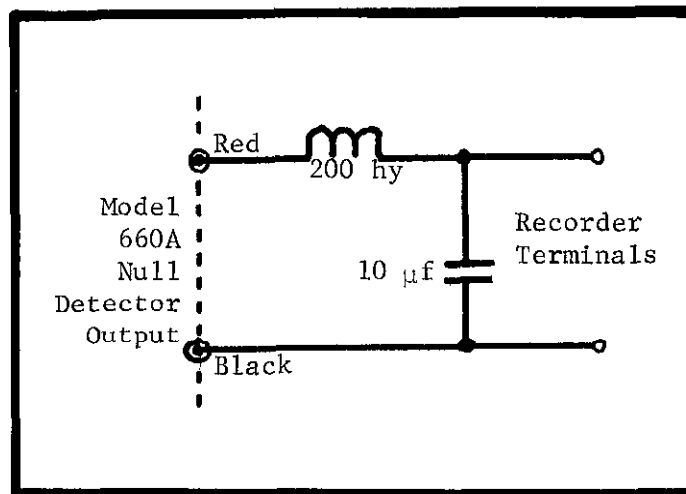 Red
200 hy
Model
660A
Null
Detector
Output
10 μf
Recorder
Terminals
Black